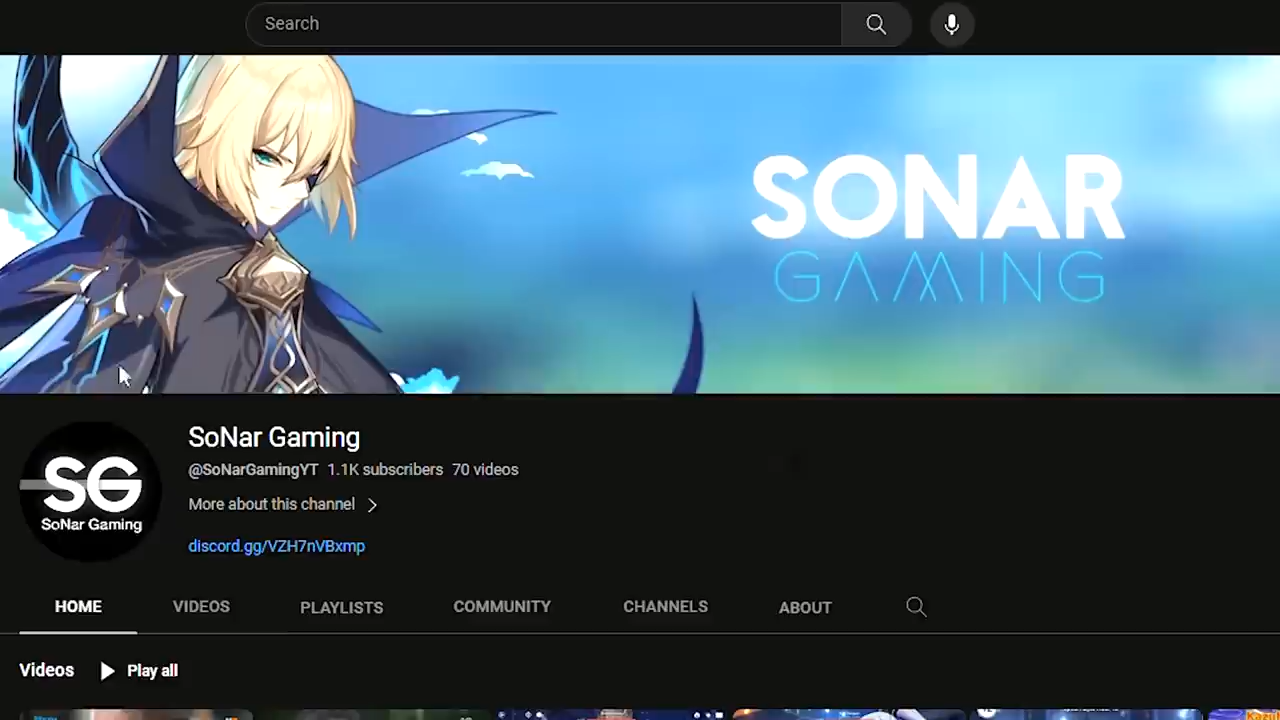 Search
SONAR
GAMING
SG
SoNar Gaming
SoNar Gaming
@SoNarGamingYT 1.1K subscribers 70 videos
More about this channel
discord.gg/VZH7nVBxmp
HOME VIDEOS PLAYLISTS COMMUNITY CHANNELS ABOUT
Videos Play all